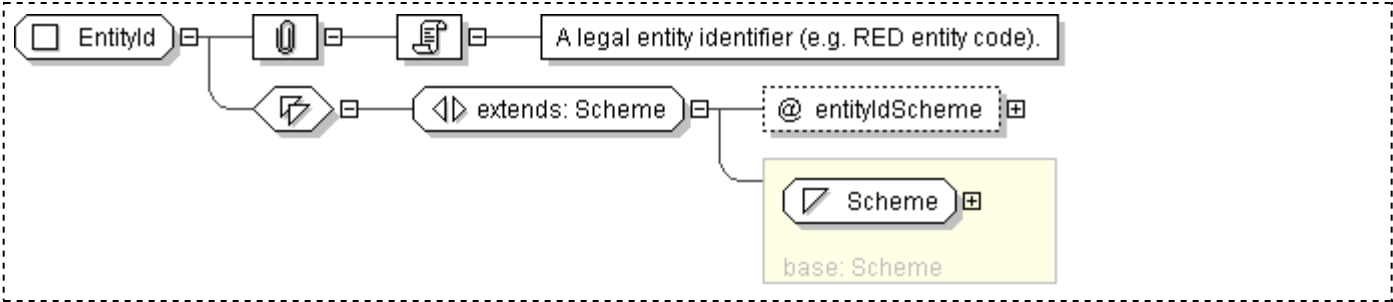 EntityId
A legal entity identifier (e.g. RED entity code).
extends: Scheme
@ entityIdScheme
Scheme
base: Scheme